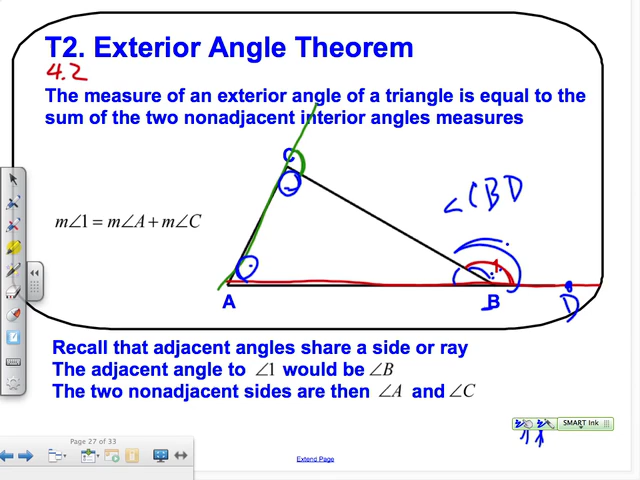 T2. Exterior Angle Theorem
4.2
The measure of an exterior angle of a triangle is equal to the
sum of the two nonadjacent interior angles measures
C
∠CBD
m∠1 = m∠A + m∠C
1
A
B
D
Recall that adjacent angles share a side or ray
The adjacent angle to ∠1 would be ∠B
The two nonadjacent sides are then ∠A and ∠C
SMART Ink
Page 27 of 33
Extend Page